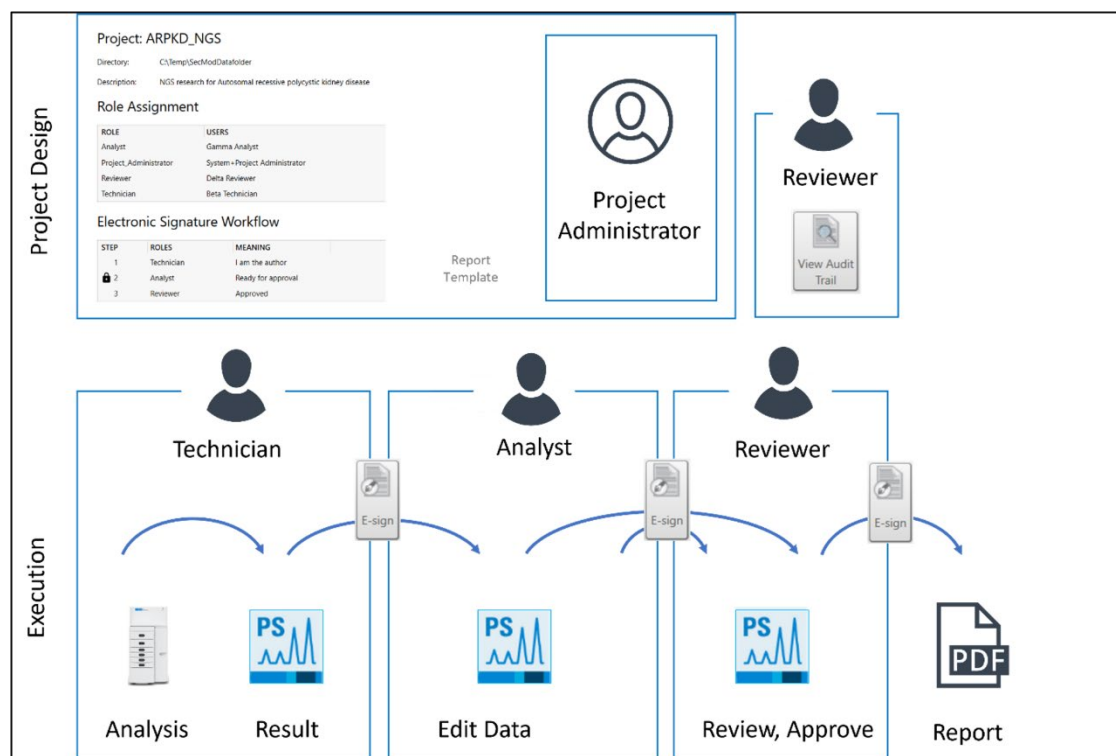 Project Design
Project: ARPKD_NGS
Directory: C:\Temp\SecModDatafolder
Description: NGS research for Autosomal recessive polycystic kidney disease
Role Assignment
ROLE USERS
Analyst Gamma Analyst
Project_Administrator System+Project Administrator
Reviewer Delta Reviewer
Technician Beta Technician
Electronic Signature Workflow
STEP ROLES MEANING
1 Technician I am the author
2 Analyst Ready for approval
3 Reviewer Approved
Report
Template
Project
Administrator
Reviewer
View Audit
Trail
Execution
Technician
Analyst
Reviewer
E-sign
E-sign
E-sign
PS
PS
PS
PDF
Analysis
Result
Edit Data
Review, Approve
Report